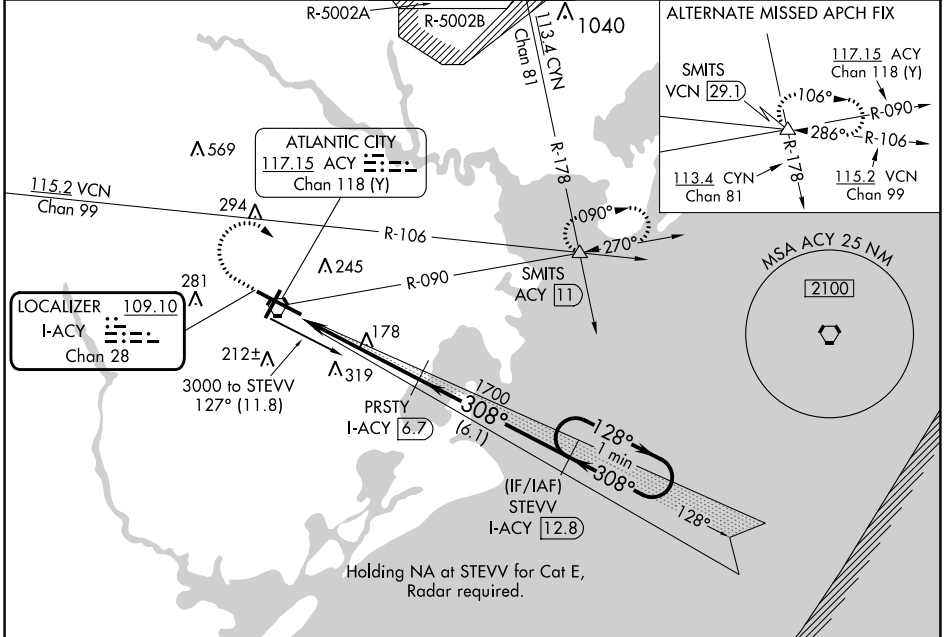 R-5002A
R-5002B
113.4 CYN
Chan 81
1040
R-178
569
ATLANTIC CITY
117.15 ACY
Chan 118 (Y)
115.2 VCN
Chan 99
294
R-106
090°
270°
245
R-090
SMITS
ACY 11
281
LOCALIZER 109.10
I-ACY
Chan 28
178
212±
319
3000 to STEVV
127° (11.8)
PRSTY
I-ACY 6.7
1700
308°
(6.1)
128°
1 min
308°
128°
(IF/IAF)
STEVV
I-ACY 12.8
Holding NA at STEVV for Cat E,
Radar required.
ALTERNATE MISSED APCH FIX
117.15 ACY
Chan 118 (Y)
SMITS
VCN 29.1
106°
R-090
286°
R-106
R-178
113.4 CYN
Chan 81
115.2 VCN
Chan 99
MSA ACY 25 NM
2100